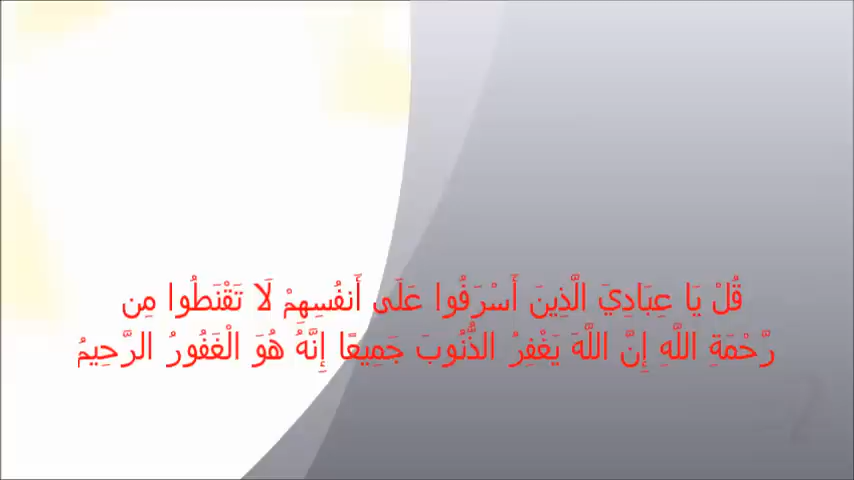 قُلْ يَا عِبَادِيَ الَّذِينَ أَسْرَفُوا عَلَى أَنفُسِهِمْ لَا تَقْنَطُوا مِن
رَّحْمَةِ اللَّهِ إِنَّ اللَّهَ يَغْفِرُ الذُّنُوبَ جَمِيعًا إِنَّهُ هُوَ الْغَفُورُ الرَّحِيمُ